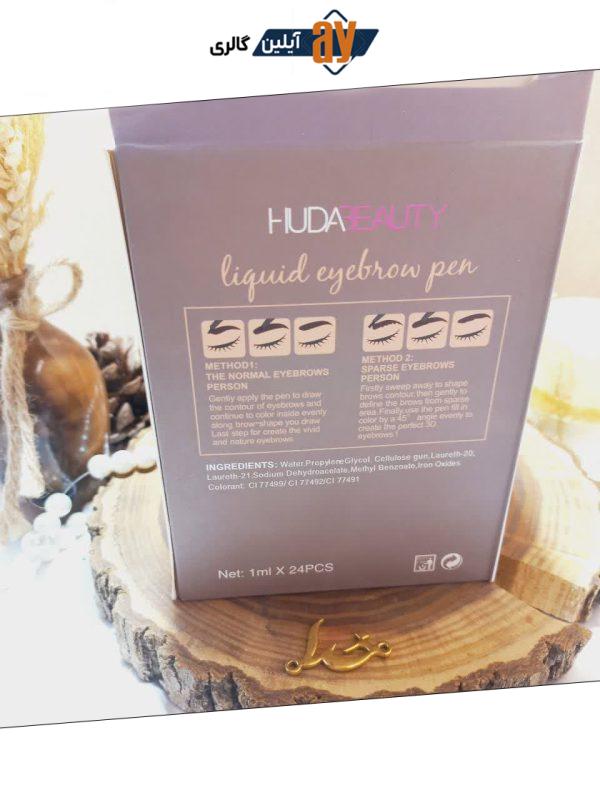 آیلین گالری
ay
HUDABEAUTY
liquid eyebrow pen
METHOD1:
THE NORMAL EYEBROWS
PERSON
Gently apply the pen to draw
the contour of eyebrows and
continue to color inside evenly
along brow-shape you draw
Last step for create the vivid
and nature eyebrows
METHOD 2:
SPARSE EYEBROWS
PERSON
Firstly sweep away to shape
brows contour, then gently to
define the brows from sparse
area. Finally, use the pen fill in
color by a 45° angle evenly to
create the perfect 3D
eyebrows !
INGREDIENTS: Water, PropylereGlycol, Cellulose gun, Laureth-20,
Laureth-21, Sodium Dehydroacelate, Methyl Benzoale, Iron Oxides
Colorant: CI 77499/ CI 77492/CI 77491
Net: 1ml X 24PCS
خدا